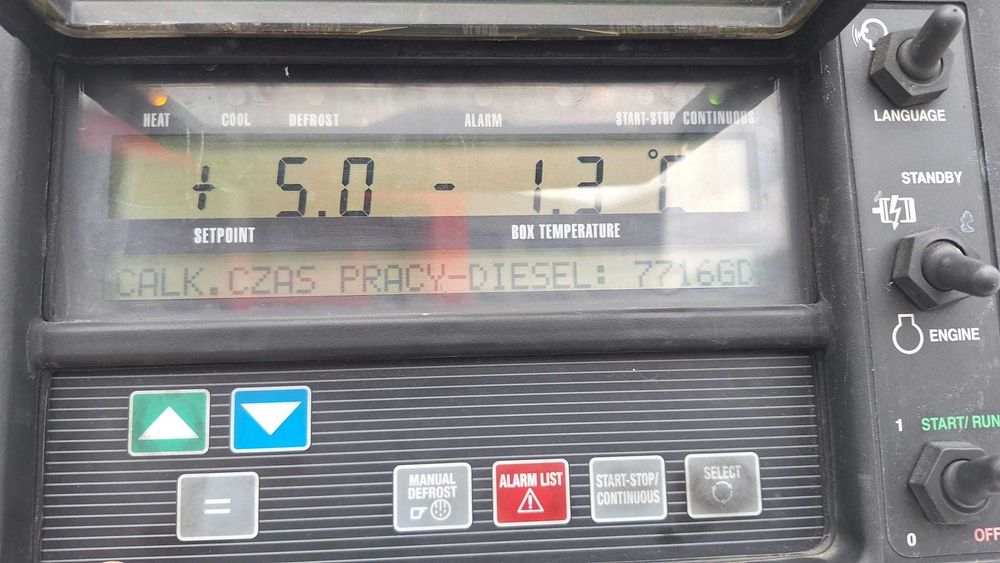 HEAT COOL DEFROST ALARM START-STOP CONTINUOUS
+ 5.0 - 1.3 °C
SETPOINT BOX TEMPERATURE
CALK.CZAS PRACY-DIESEL: 7716GD
MANUAL DEFROST
ALARM LIST
START-STOP/
CONTINUOUS
SELECT
=
LANGUAGE
STANDBY
ENGINE
1 START/RUN
0 OFF